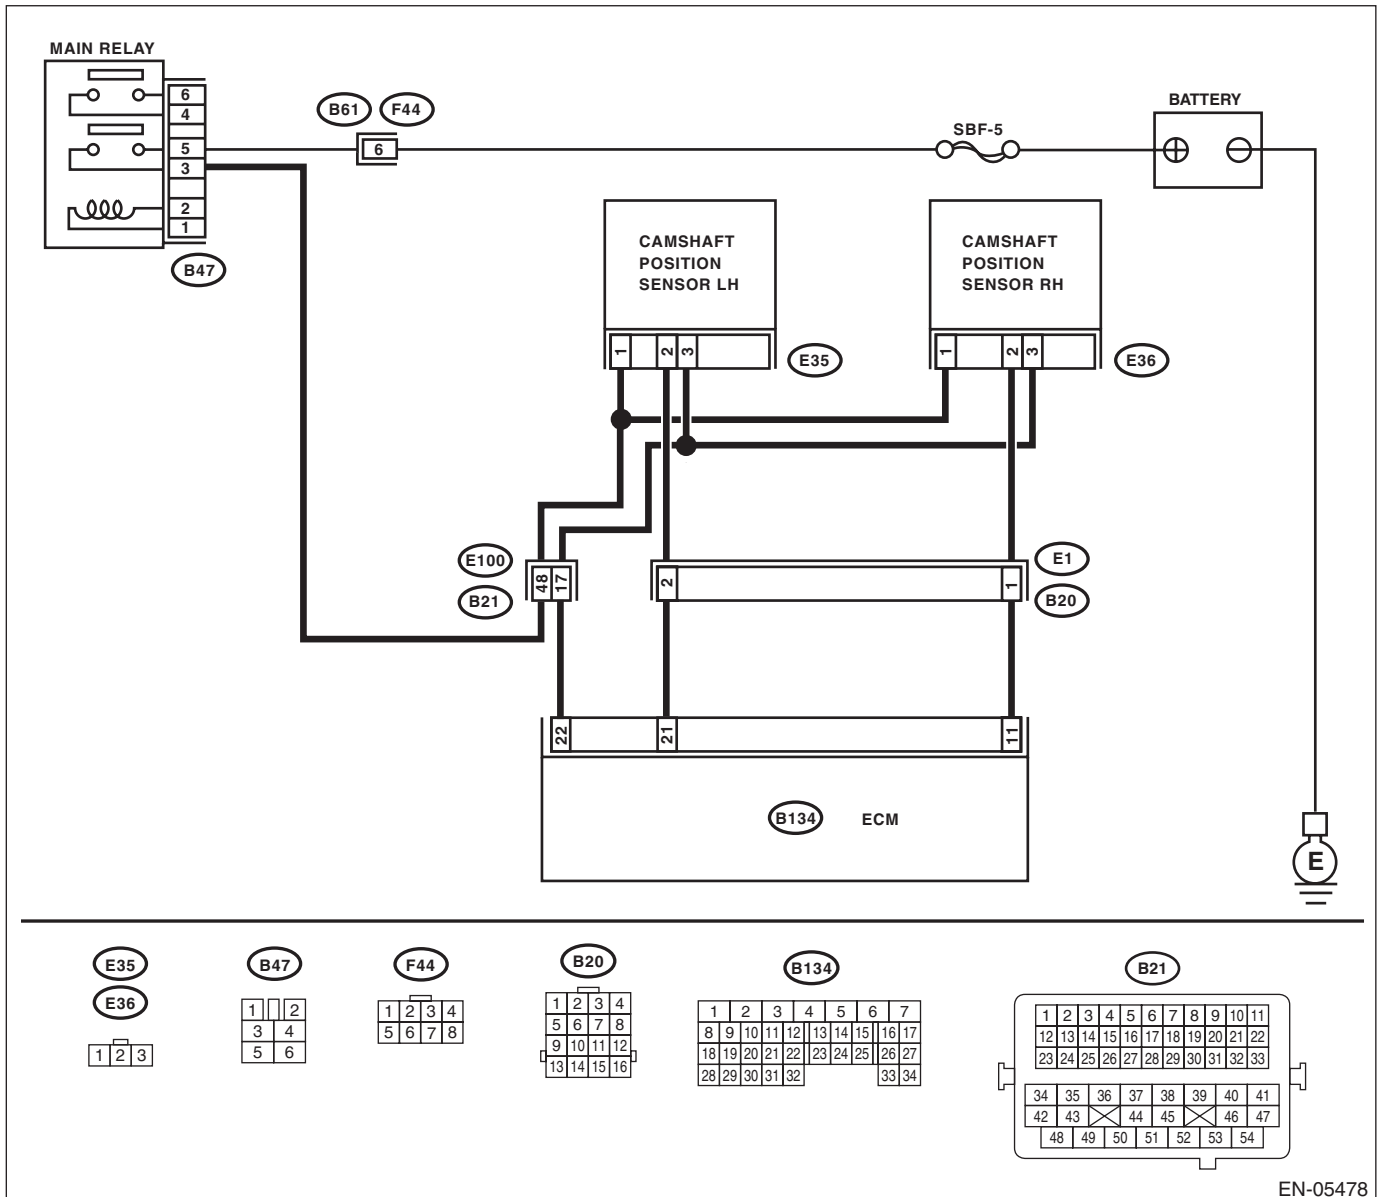 MAIN RELAY
6
4
5
3
2
1
B47
B61 F44
6
SBF-5
BATTERY
CAMSHAFT
POSITION
SENSOR LH
1 2 3
E35
CAMSHAFT
POSITION
SENSOR RH
1 2 3
E36
E100
48 17
B21
2 1
E1
B20
22 21 11
B134 ECM
E
E35
E36
1 2 3
B47
1 2
3 4
5 6
F44
1 2 3 4
5 6 7 8
B20
1 2 3 4
5 6 7 8
9 10 11 12
13 14 15 16
B134
1 2 3 4 5 6 7
8 9 10 11 12 13 14 15 16 17
18 19 20 21 22 23 24 25 26 27
28 29 30 31 32 33 34
B21
1 2 3 4 5 6 7 8 9 10 11
12 13 14 15 16 17 18 19 20 21 22
23 24 25 26 27 28 29 30 31 32 33
34 35 36 37 38 39 40 41
42 43 44 45 46 47
48 49 50 51 52 53 54
EN-05478